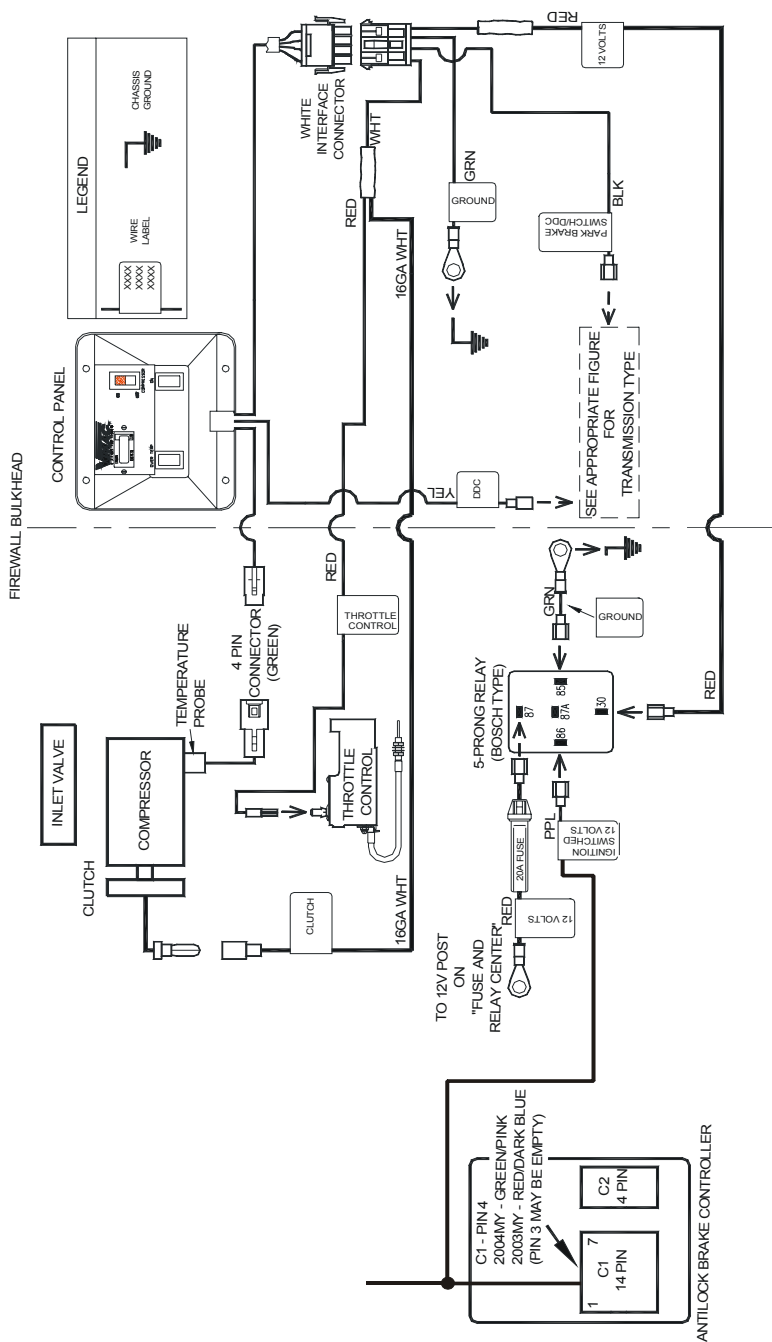 FIREWALL BULKHEAD
LEGEND
XXXX
XXXX
XXXX
WIRE
LABEL
CHASSIS
GROUND
CONTROL PANEL
WHITE
INTERFACE
CONNECTOR
INLET VALVE
COMPRESSOR
CLUTCH
TEMPERATURE
PROBE
4 PIN
CONNECTOR
(GREEN)
THROTTLE
CONTROL
THROTTLE
CONTROL
RED
RED
WHT
16GA WHT
16GA WHT
CLUTCH
GRN
GROUND
RED
12 VOLTS
BLK
PARK BRAKE
SWITCH/DDC
YEL
DDC
SEE APPROPRIATE FIGURE
FOR
TRANSMISSION TYPE
5-PRONG RELAY
(BOSCH TYPE)
87
86
87A
85
30
GRN
GROUND
RED
TO 12V POST
ON
"FUSE AND
RELAY CENTER"
RED
12 VOLTS
20A FUSE
PPL
IGNITION
SWITCHED
12 VOLTS
C1 - PIN 4
2004MY - GREEN/PINK
2003MY - RED/DARK BLUE
(PIN 3 MAY BE EMPTY)
1
7
C1
14 PIN
C2
4 PIN
ANTILOCK BRAKE CONTROLLER